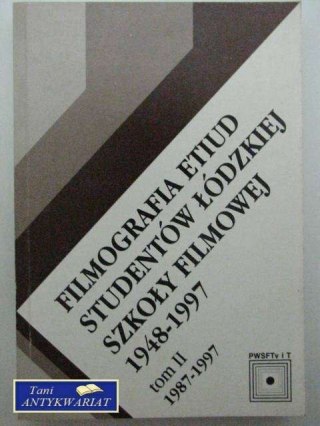 FILMOGRAFIA ETIUD
STUDENTÓW ŁÓDZKIEJ
SZKOŁY FILMOWEJ
1948-1997
tom II
1987-1997
PWSFTv i T
Tani
ANTYKWARIAT